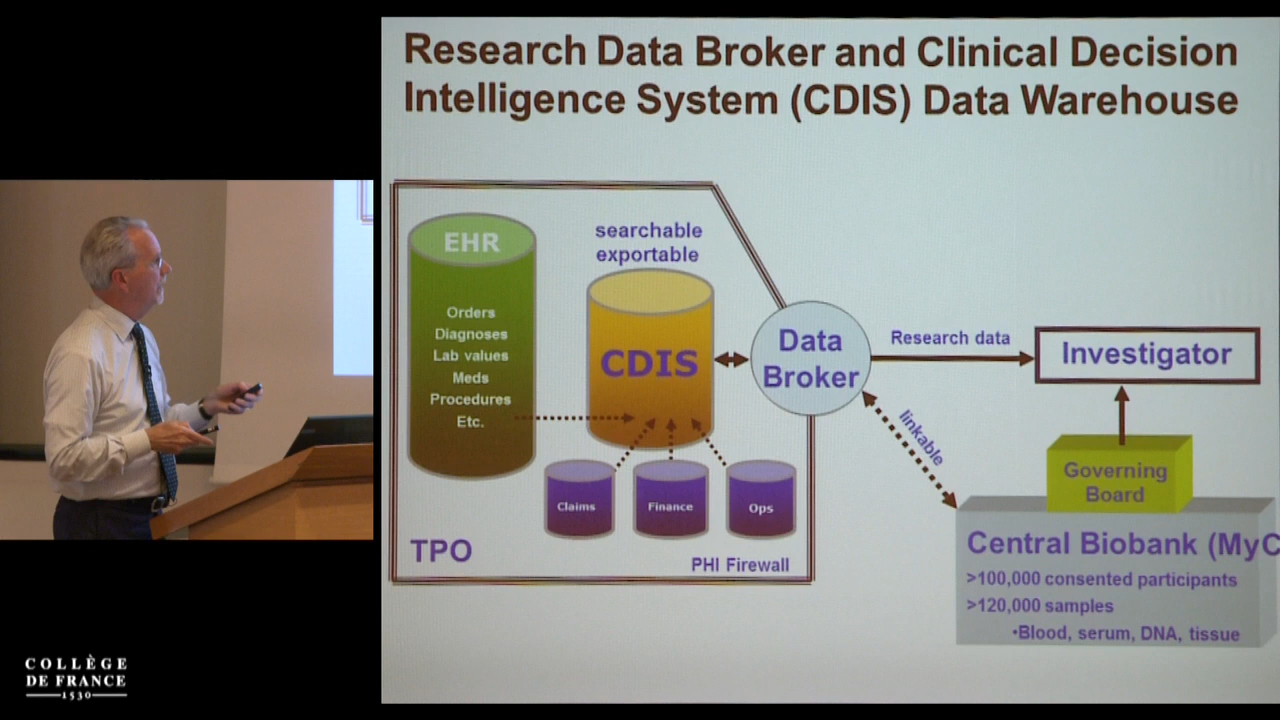 Research Data Broker and Clinical Decision
Intelligence System (CDIS) Data Warehouse
EHR
Orders
Diagnoses
Lab values
Meds
Procedures
Etc.
searchable
exportable
CDIS
Claims
Finance
Ops
TPO
PHI Firewall
Data
Broker
Research data
Investigator
linkable
Governing
Board
Central Biobank (MyC
>100,000 consented participants
>120,000 samples
•Blood, serum, DNA, tissue
COLLÈGE
DE FRANCE
1530